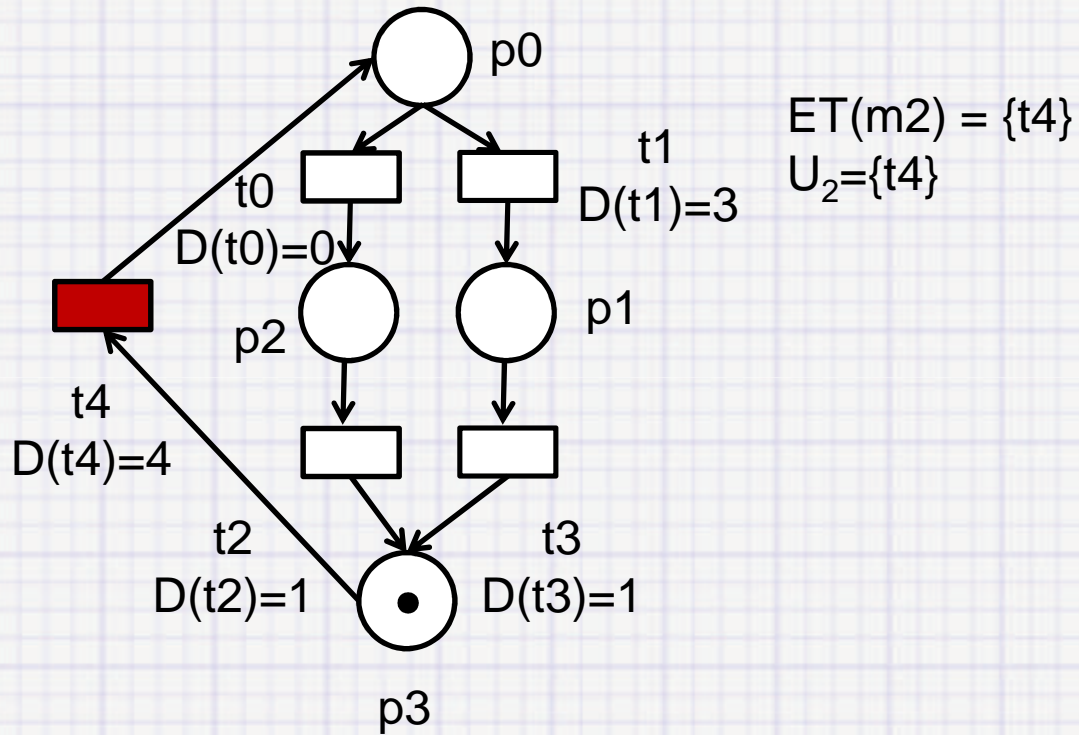 p0
ET(m2) = {t4}
U2={t4}
t1
D(t1)=3
t0
D(t0)=0
p2
p1
t4
D(t4)=4
t2
D(t2)=1
t3
D(t3)=1
p3